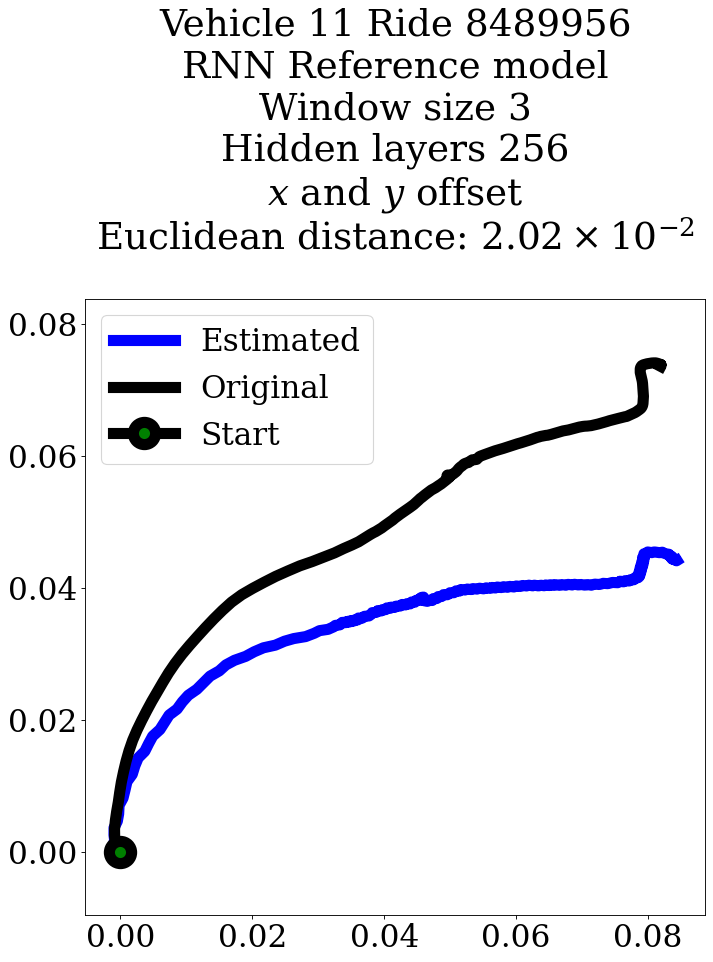 Vehicle 11 Ride 8489956
RNN Reference model
Window size 3
Hidden layers 256
x and y offset
Euclidean distance: 2.02 × 10⁻²
Estimated
Original
Start
0.08
0.06
0.04
0.02
0.00
0.00 0.02 0.04 0.06 0.08